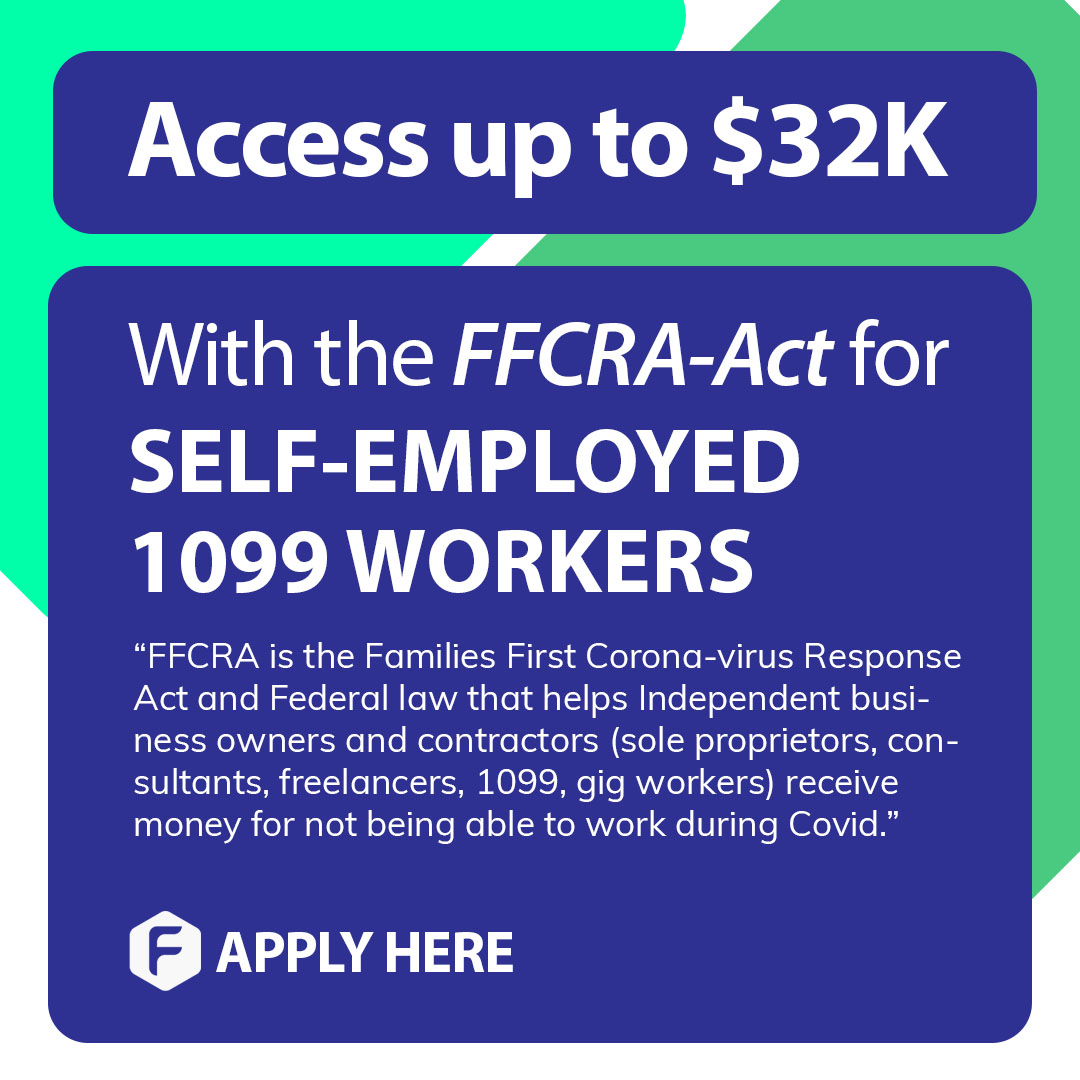 Access up to $32K
With the FFCRA-Act for
SELF-EMPLOYED
1099 WORKERS
“FFCRA is the Families First Corona-virus Response
Act and Federal law that helps Independent busi-
ness owners and contractors (sole proprietors, con-
sultants, freelancers, 1099, gig workers) receive
money for not being able to work during Covid.”
F APPLY HERE